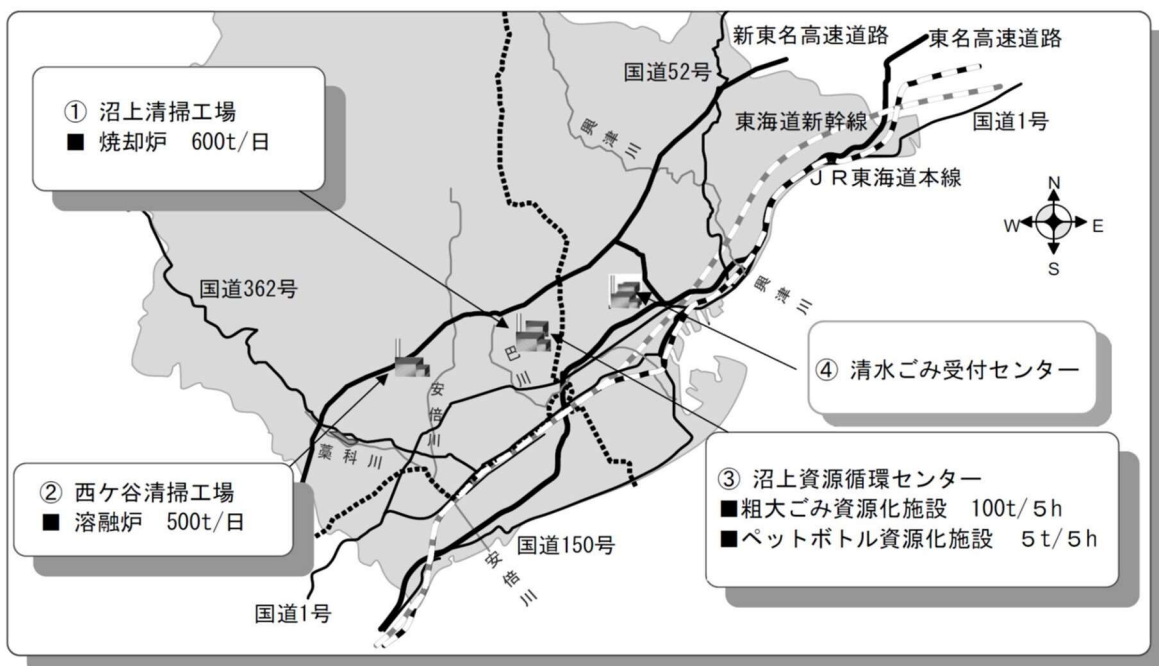 新東名高速道路
東名高速道路
国道52号
① 沼上清掃工場
■ 焼却炉 600t/日
興津川
東海道新幹線
国道1号
JR東海道本線
N
W
E
S
国道362号
興津川
巴川
④ 清水ごみ受付センター
安倍川
藁科川
② 西ケ谷清掃工場
■ 溶融炉 500t/日
③ 沼上資源循環センター
■粗大ごみ資源化施設 100t/5h
■ペットボトル資源化施設 5t/5h
国道150号
安倍川
国道1号